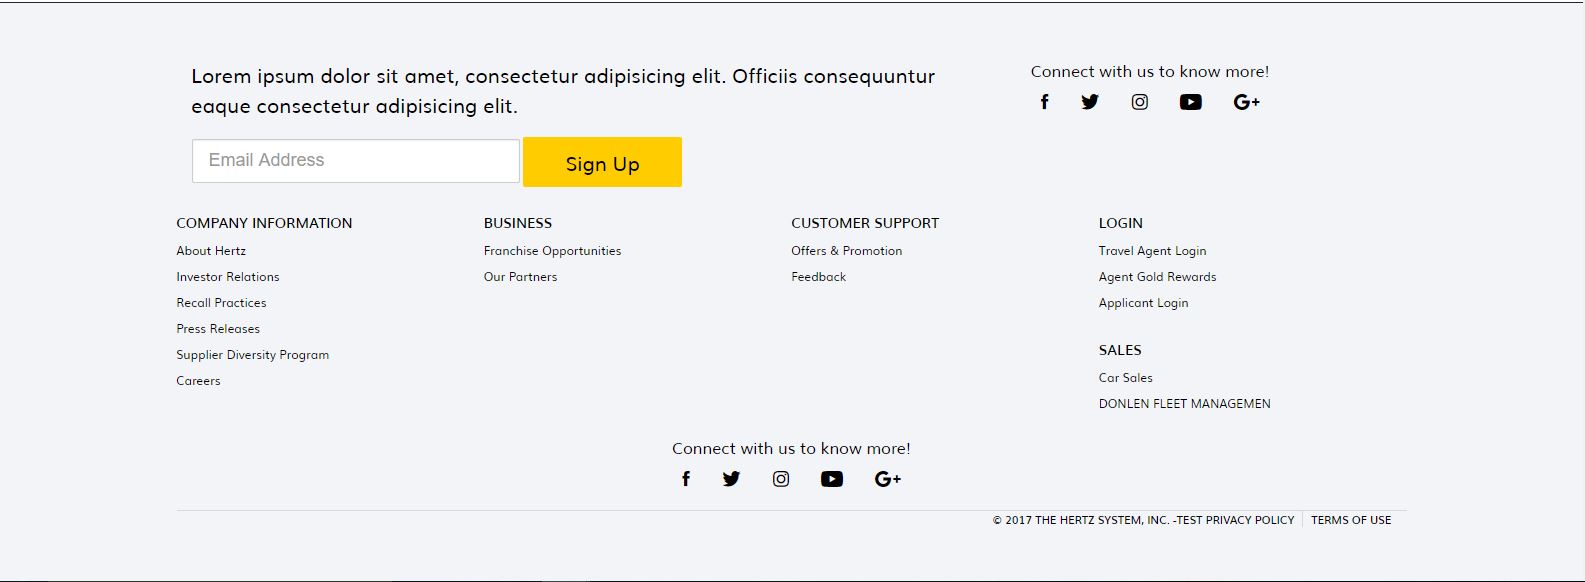 Lorem ipsum dolor sit amet, consectetur adipisicing elit. Officiis consequuntur
eaque consectetur adipisicing elit.
Email Address
Sign Up
Connect with us to know more!
COMPANY INFORMATION
About Hertz
Investor Relations
Recall Practices
Press Releases
Supplier Diversity Program
Careers
BUSINESS
Franchise Opportunities
Our Partners
CUSTOMER SUPPORT
Offers & Promotion
Feedback
LOGIN
Travel Agent Login
Agent Gold Rewards
Applicant Login
SALES
Car Sales
DONLEN FLEET MANAGEMEN
Connect with us to know more!
© 2017 THE HERTZ SYSTEM, INC. -TEST PRIVACY POLICY
TERMS OF USE